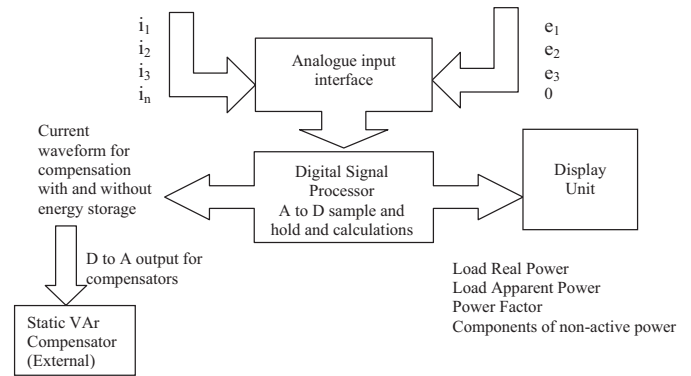 i1
i2
i3
in
Analogue input
interface
e1
e2
e3
0
Current
waveform for
compensation
with and without
energy storage
Digital Signal
Processor
A to D sample and
hold and calculations
Display
Unit
D to A output for
compensators
Load Real Power
Load Apparent Power
Power Factor
Components of non-active power
Static VAr
Compensator
(External)